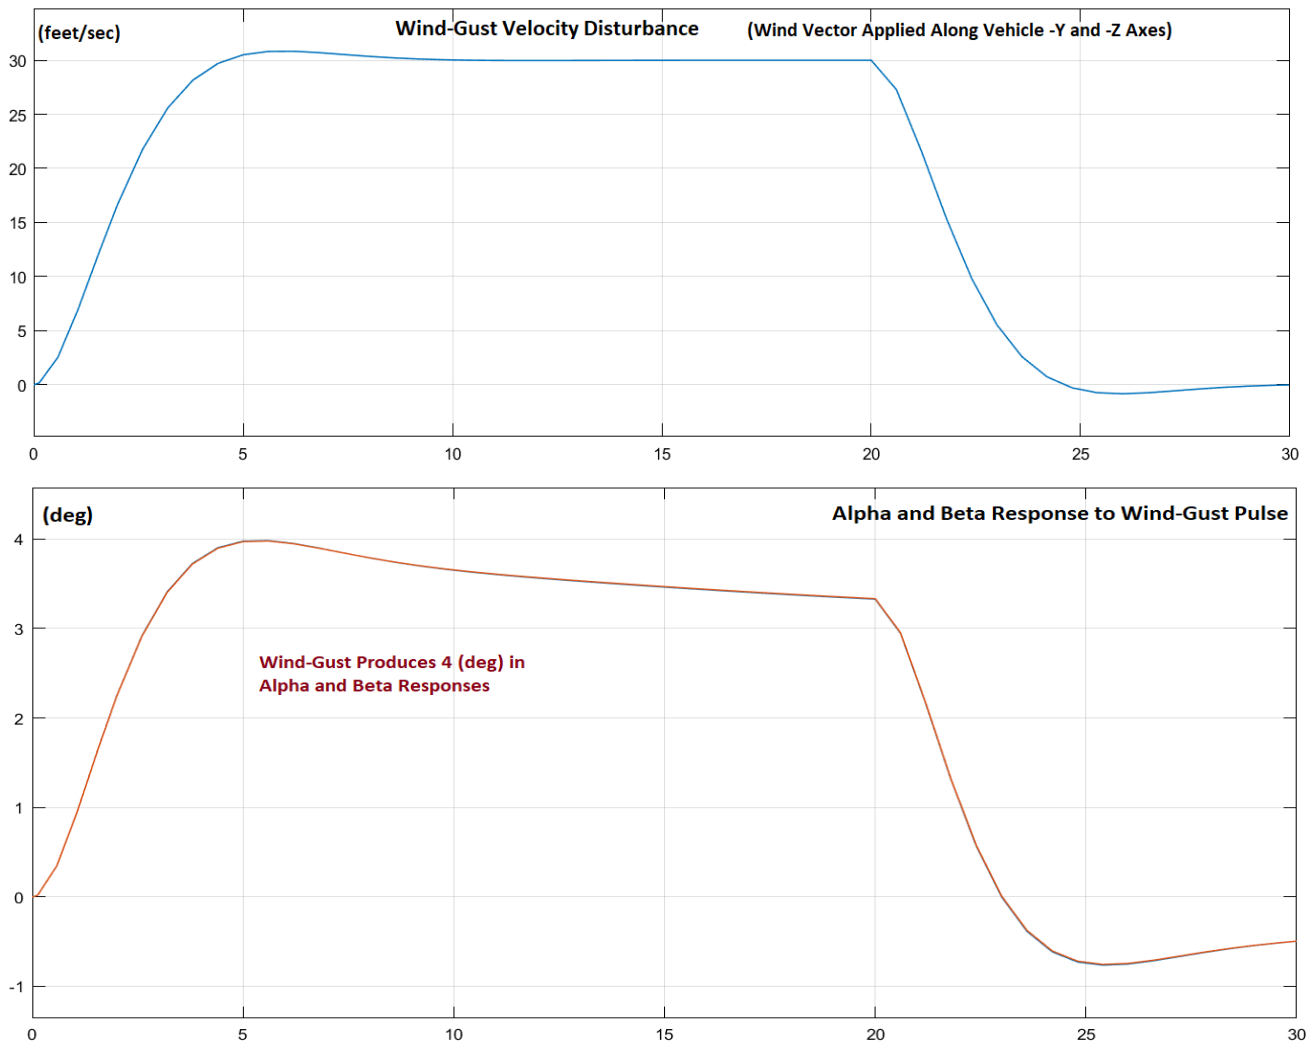 (feet/sec)
Wind-Gust Velocity Disturbance
(Wind Vector Applied Along Vehicle -Y and -Z Axes)
30
25
20
15
10
5
0
0 5 10 15 20 25 30
(deg)
Alpha and Beta Response to Wind-Gust Pulse
4
3
Wind-Gust Produces 4 (deg) in
Alpha and Beta Responses
2
1
0
-1
0 5 10 15 20 25 30